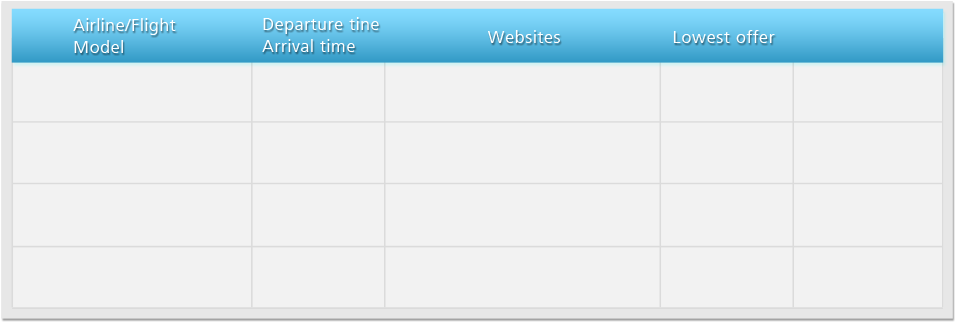 Airline/Flight
Model
Departure tine
Arrival time
Websites
Lowest offer